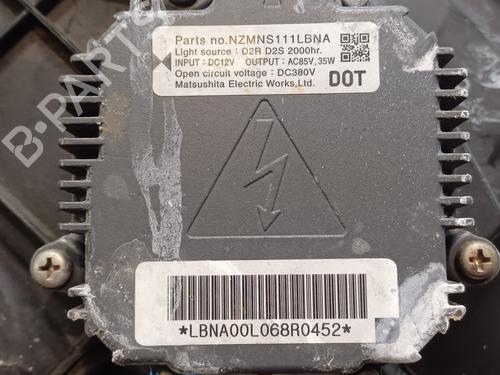 Parts no.NZMNS111LBNA
Light source : D2R D2S 2000hr.
INPUT : DC12V OUTPUT : AC85V, 35W
Open circuit voltage : DC380V
Matsushita Electric Works,Ltd.
DOT
B-PARTS
*LBNA00L068R0452*